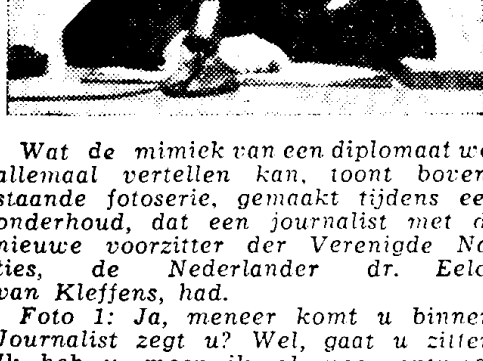 Wat de mimiek van een diplomaat
allemaal vertellen kan, toont boven
staande fotoserie, gemaakt tijdens ee
onderhoud, dat een journalist met d
nieuwe voorzitter der Verenigde Na
ties, de Nederlander dr. Eelc
van Kleffens, had.
Foto 1: Ja, meneer komt u binne
Journalist zegt u? Wel, gaat u zitte